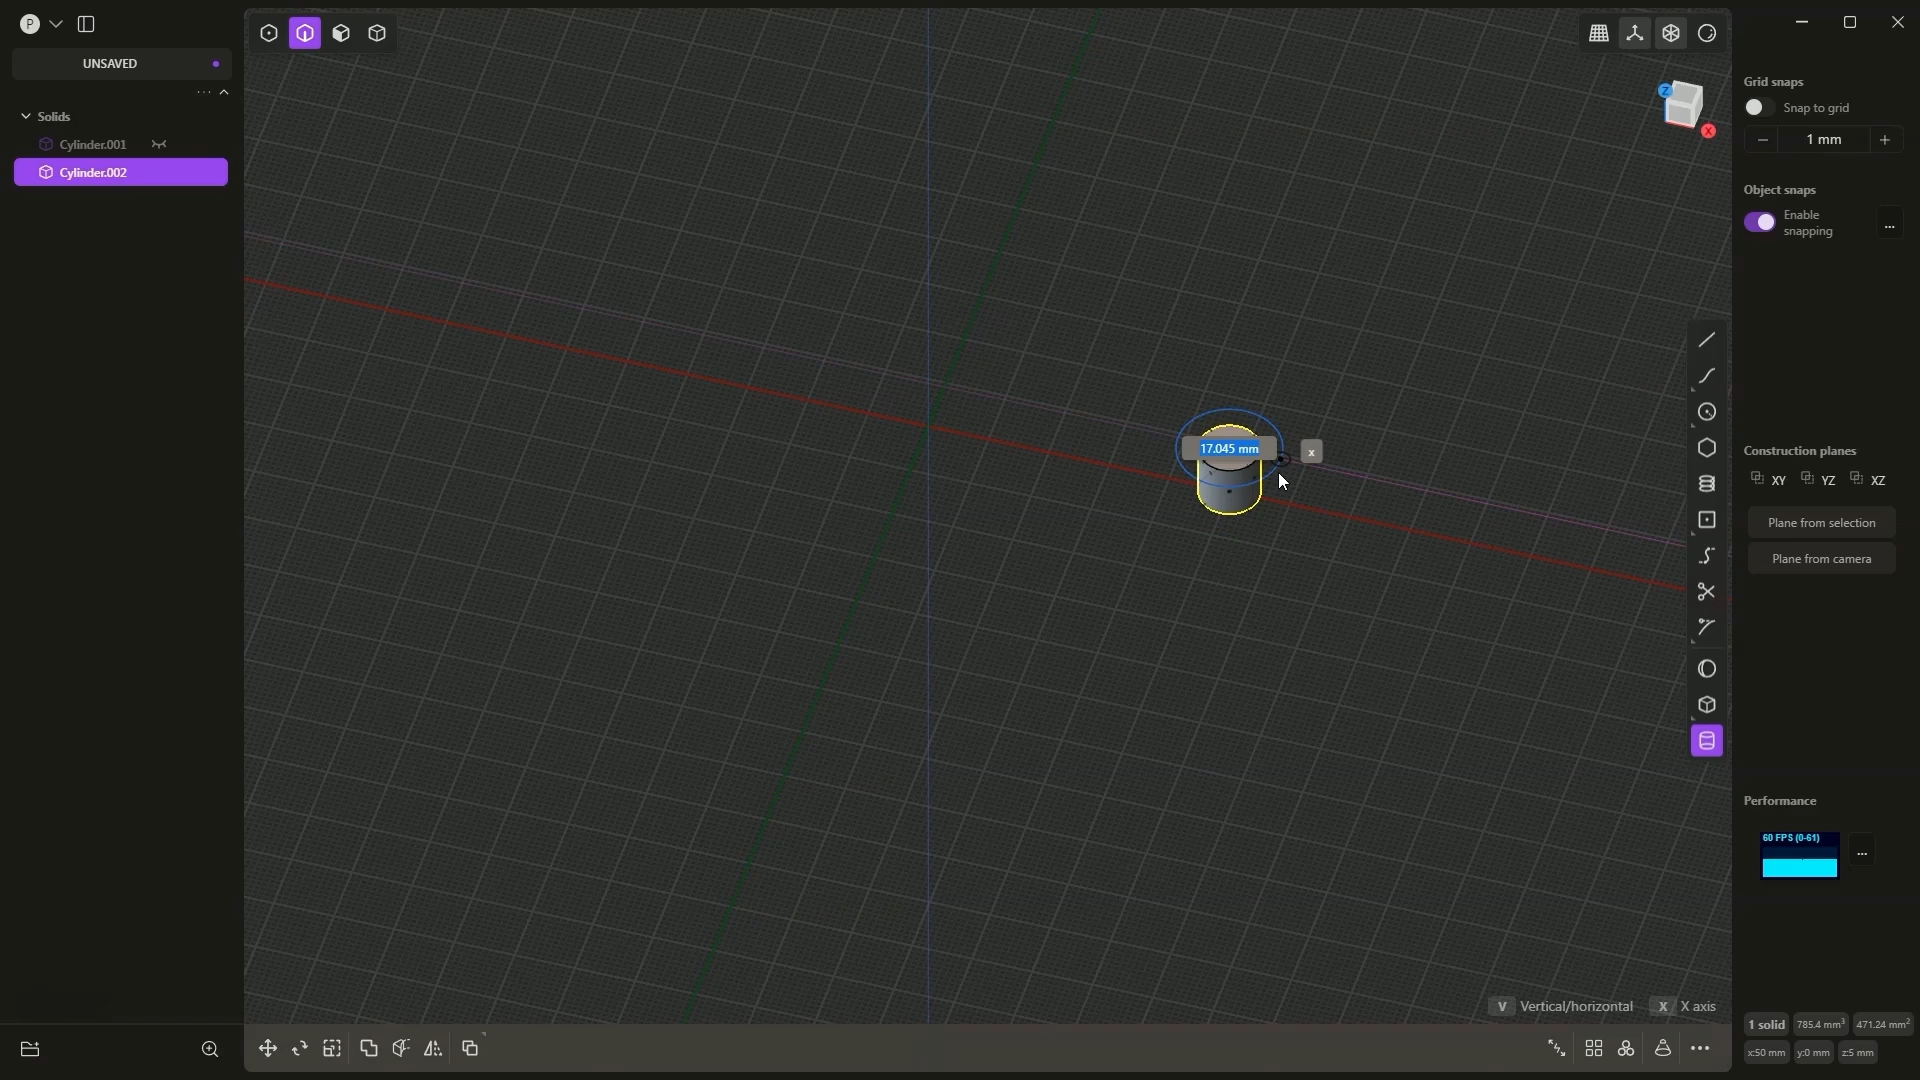 P
UNSAVED
...
Solids
Cylinder.001
Cylinder.002
Z
X
Grid snaps
Snap to grid
1 mm
Object snaps
Enable
snapping
...
17.045 mm
x
Construction planes
XY
YZ
XZ
Plane from selection
Plane from camera
Performance
60 FPS (0-61)
...
V Vertical/horizontal
X X axis
1 solid
785.4 mm³
471.24 mm²
x:50 mm
y:0 mm
z:5 mm